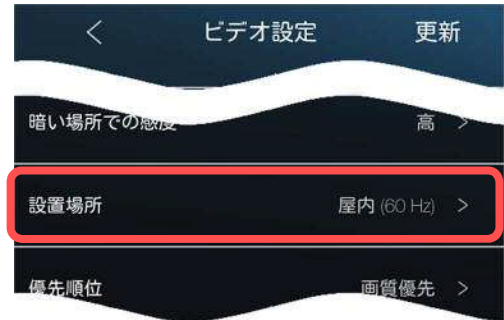 < ビデオ設定 更新
暗い場所での感度 高 >
設置場所 屋内 (60 Hz) >
優先順位 画質優先 >